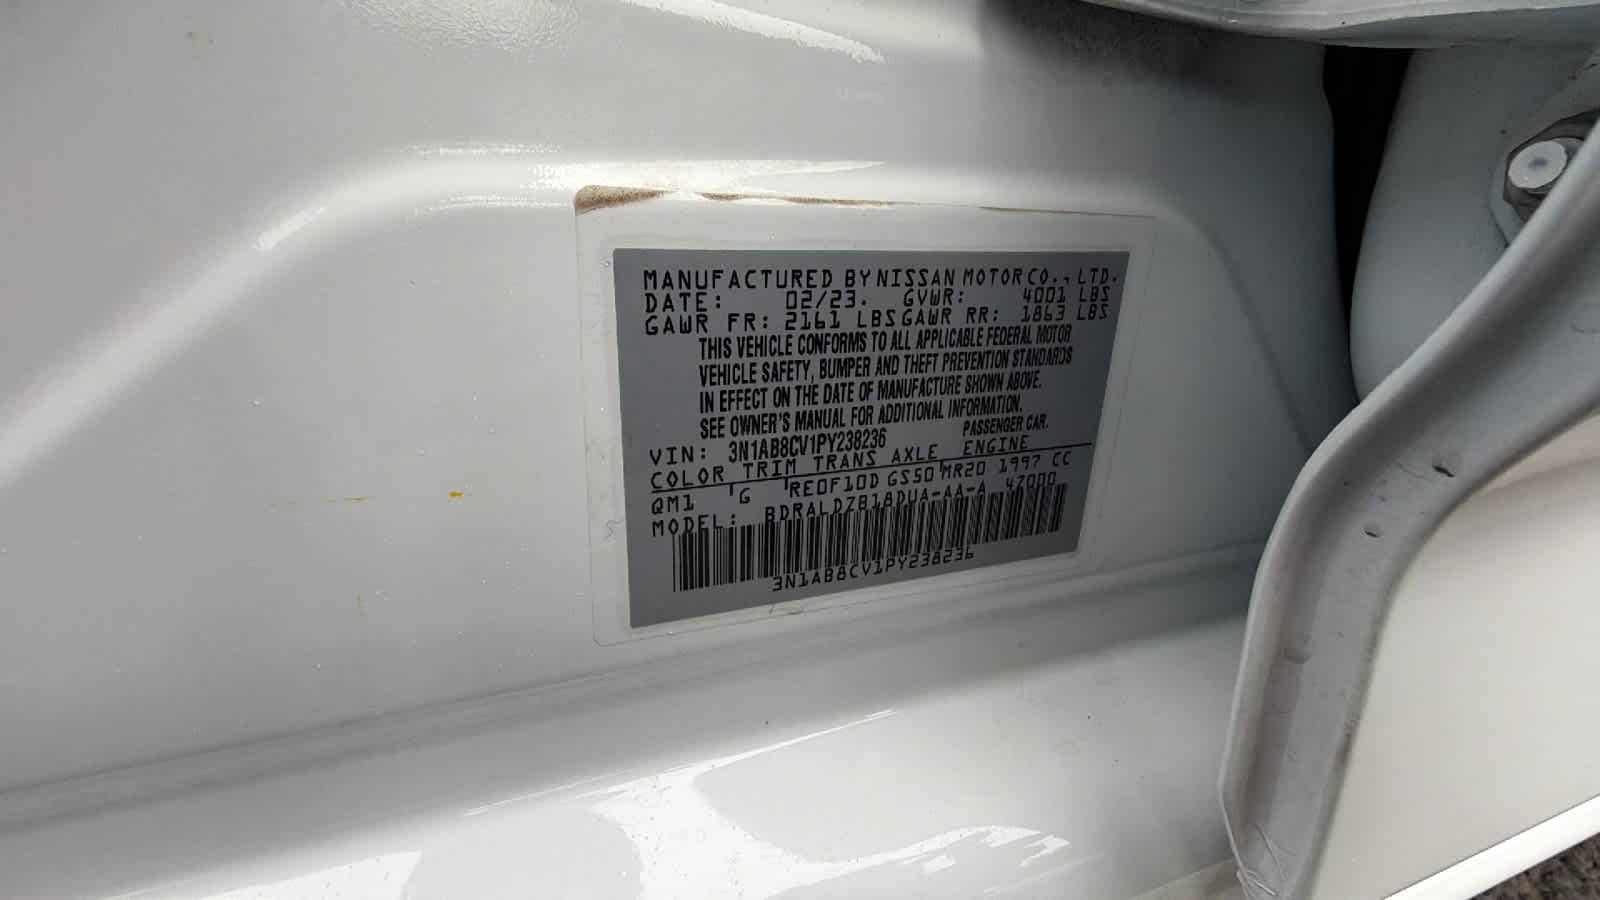 MANUFACTURED BY NISSAN MOTOR CO., LTD.
DATE: 02/23. GVWR: 4001 LBS
GAWR FR: 2161 LBS GAWR RR: 1863 LBS
THIS VEHICLE CONFORMS TO ALL APPLICABLE FEDERAL MOTOR
VEHICLE SAFETY, BUMPER AND THEFT PREVENTION STANDARDS
IN EFFECT ON THE DATE OF MANUFACTURE SHOWN ABOVE.
SEE OWNER'S MANUAL FOR ADDITIONAL INFORMATION.
VIN: 3N1AB8CV1PY238236 PASSENGER CAR.
COLOR TRIM TRANS AXLE ENGINE
QM1 G RE0F10D GS50 MR20 1997 CC
MODEL: BDRALDZB18DUA-AA-A 47000
3N1AB8CV1PY238236